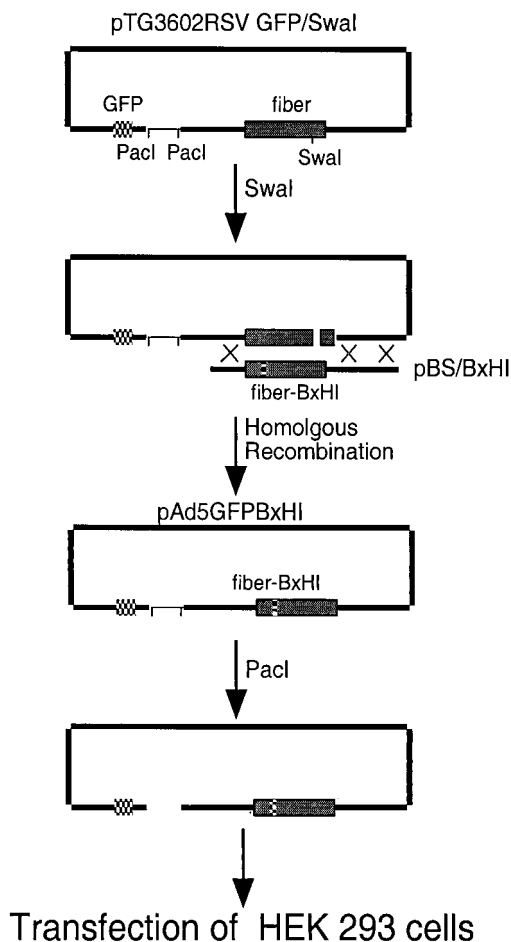 pTG3602RSV GFP/SwaI
GFP
fiber
PacI PacI
SwaI
SwaI
pBS/BxHI
fiber-BxHI
Homolgous
Recombination
pAd5GFPBxHI
fiber-BxHI
PacI
Transfection of HEK 293 cells